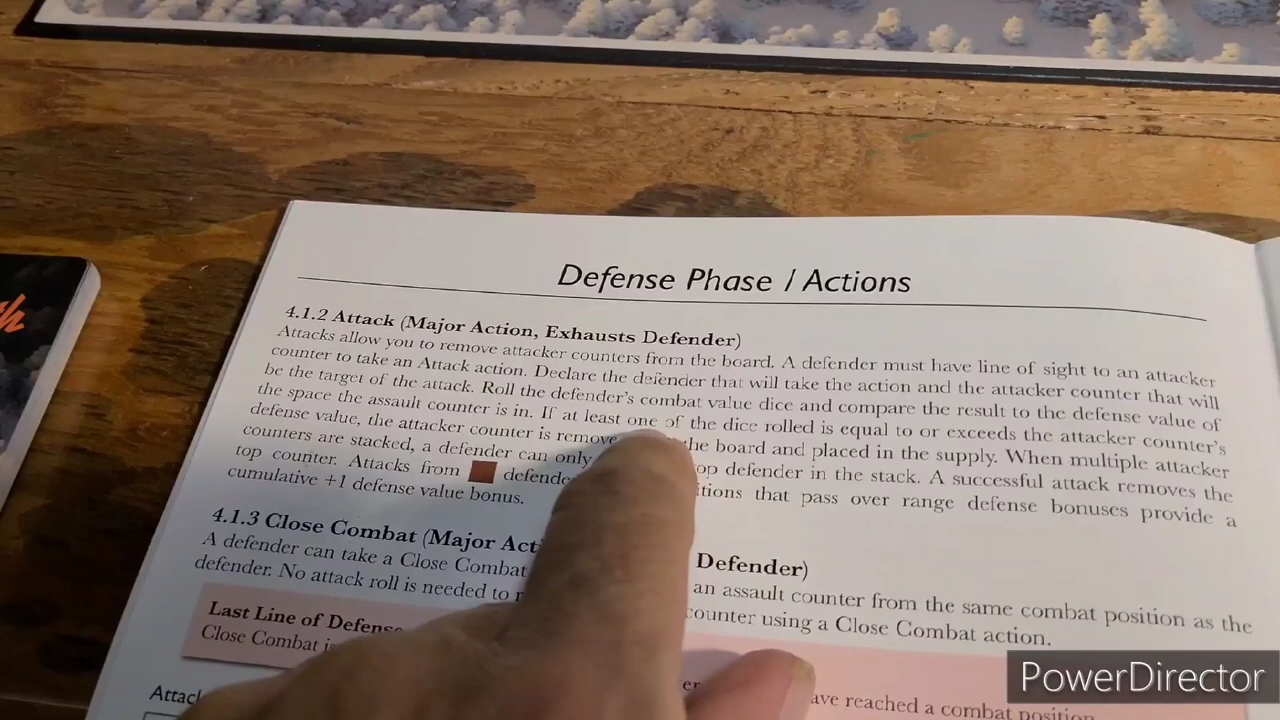 th
Defense Phase / Actions
4.1.2 Attack (Major Action, Exhausts Defender)
Attacks allow you to remove attacker counters from the board. A defender must have line of sight to an attacker
counter to take an Attack action. Declare the defender that will take the action and the attacker counter that will
be the target of the attack. Roll the defender's combat value dice and compare the result to the defense value of
the space the assault counter is in. If at least one of the dice rolled is equal to or exceeds the attacker counter's
defense value, the attacker counter is remove the board and placed in the supply. When multiple attacker
counters are stacked, a defender can only op defender in the stack. A successful attack removes the
top counter. Attacks from defende itions that pass over range defense bonuses provide a
cumulative +1 defense value bonus.
4.1.3 Close Combat (Major Acti Defender)
A defender can take a Close Combat an assault counter from the same combat position as the
defender. No attack roll is needed to r counter using a Close Combat action.
Last Line of Defense
Close Combat is ave reached a combat position
Attac
PowerDirector